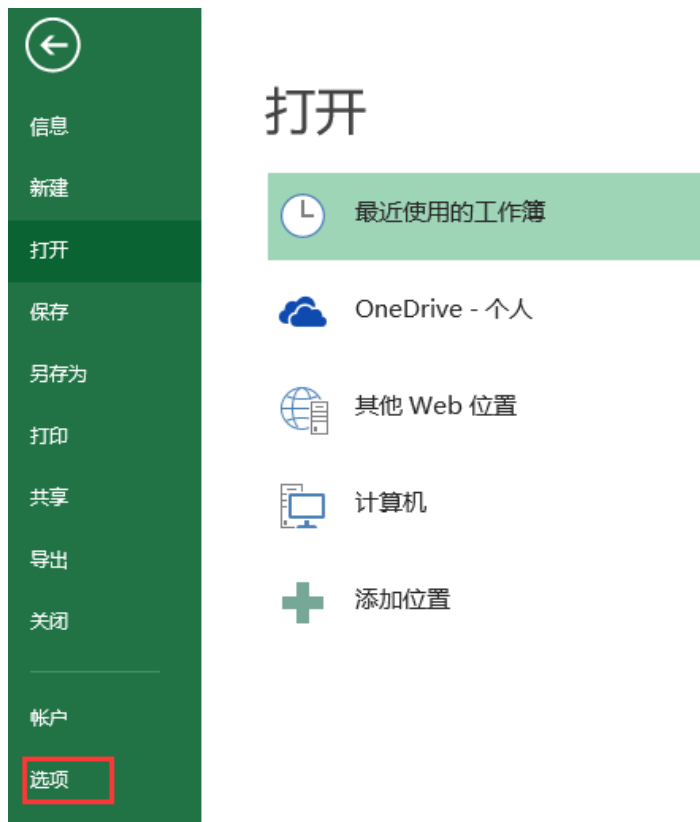 信息
新建
打开
保存
另存为
打印
共享
导出
关闭
帐户
选项
打开
最近使用的工作簿
OneDrive - 个人
其他 Web 位置
计算机
添加位置